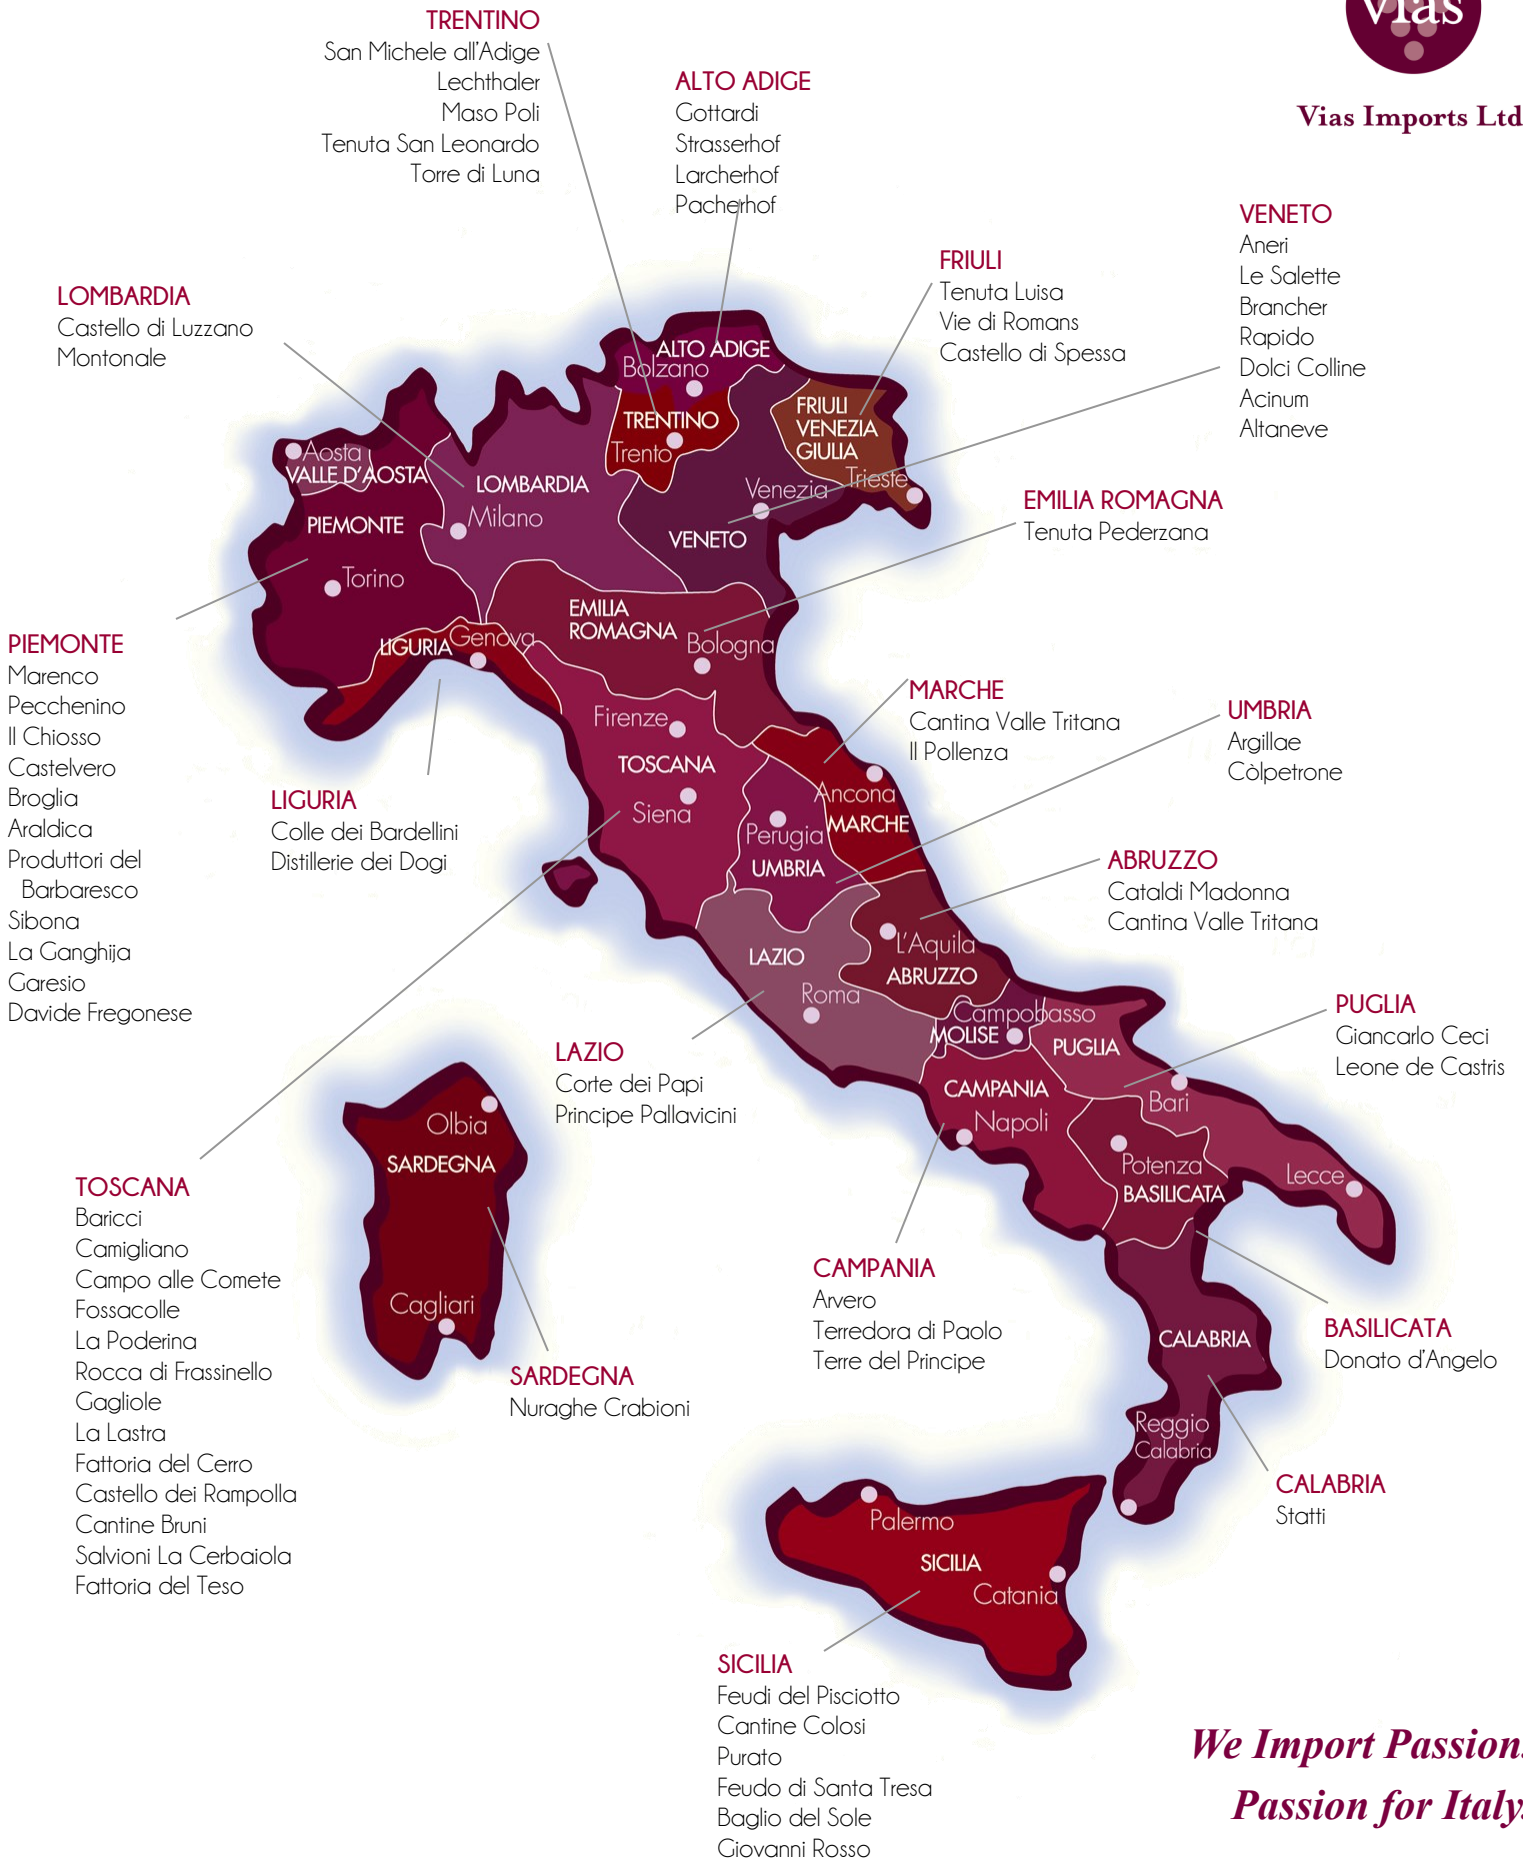 vias
Vias Imports Ltd
TRENTINO
San Michele all'Adige
Lechthaler
Maso Poli
Tenuta San Leonardo
Torre di Luna
ALTO ADIGE
Gottardi
Strasserhof
Larcherhof
Pacherhof
VENETO
Aneri
Le Salette
Brancher
Rapido
Dolci Colline
Acinum
Altaneve
FRIULI
Tenuta Luisa
Vie di Romans
Castello di Spessa
LOMBARDIA
Castello di Luzzano
Montonale
EMILIA ROMAGNA
Tenuta Pederzana
PIEMONTE
Marenco
Pecchenino
Il Chiosso
Castelvero
Broglia
Araldica
Produttori del
Barbaresco
Sibona
La Ganghija
Garesio
Davide Fregonese
LIGURIA
Colle dei Bardellini
Distillerie dei Dogi
MARCHE
Cantina Valle Tritana
Il Pollenza
UMBRIA
Argillae
Còlpetrone
ABRUZZO
Cataldi Madonna
Cantina Valle Tritana
PUGLIA
Giancarlo Ceci
Leone de Castris
LAZIO
Corte dei Papi
Principe Pallavicini
TOSCANA
Baricci
Camigliano
Campo alle Comete
Fossacolle
La Poderina
Rocca di Frassinello
Gagliole
La Lastra
Fattoria del Cerro
Castello dei Rampolla
Cantine Bruni
Salvioni La Cerbaiola
Fattoria del Teso
SARDEGNA
Nuraghe Crabioni
CAMPANIA
Arvero
Terredora di Paolo
Terre del Principe
BASILICATA
Donato d'Angelo
CALABRIA
Statti
SICILIA
Feudi del Pisciotto
Cantine Colosi
Purato
Feudo di Santa Tresa
Baglio del Sole
Giovanni Rosso
ALTO ADIGE
Bolzano
TRENTINO
Trento
FRIULI
VENEZIA
GIULIA
Trieste
Aosta
VALLE D'AOSTA
LOMBARDIA
Milano
Venezia
VENETO
PIEMONTE
Torino
EMILIA
ROMAGNA
Bologna
LIGURIA
Genova
Firenze
TOSCANA
Siena
Ancona
MARCHE
Perugia
UMBRIA
LAZIO
Roma
L'Aquila
ABRUZZO
Campobasso
MOLISE
PUGLIA
Bari
Lecce
CAMPANIA
Napoli
Potenza
BASILICATA
CALABRIA
Reggio
Calabria
Olbia
SARDEGNA
Cagliari
Palermo
SICILIA
Catania
We Import Passion.
Passion for Italy.